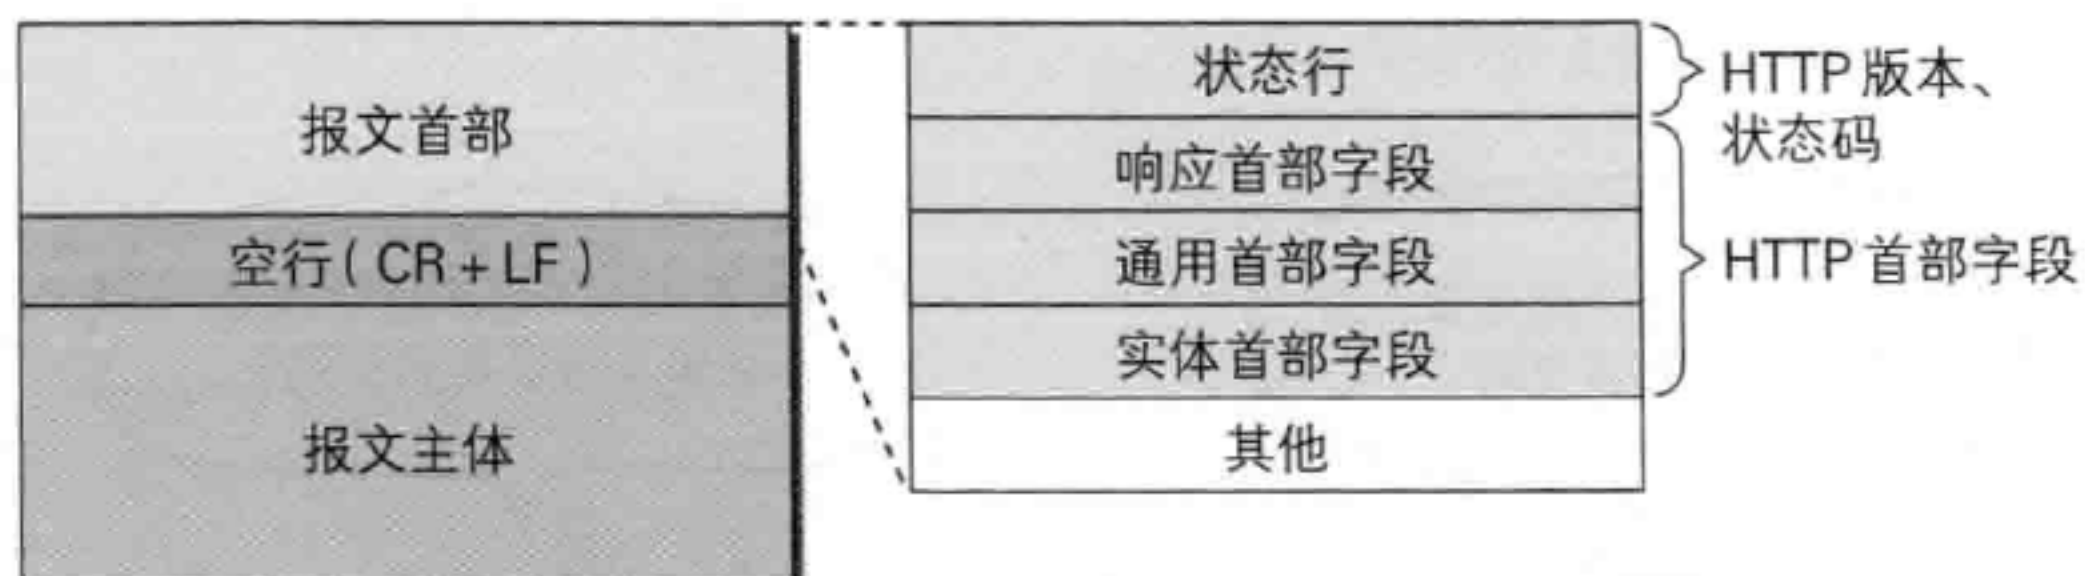 报文首部
空行(CR+LF)
报文主体
状态行
响应首部字段
通用首部字段
实体首部字段
其他
HTTP版本、
状态码
HTTP首部字段